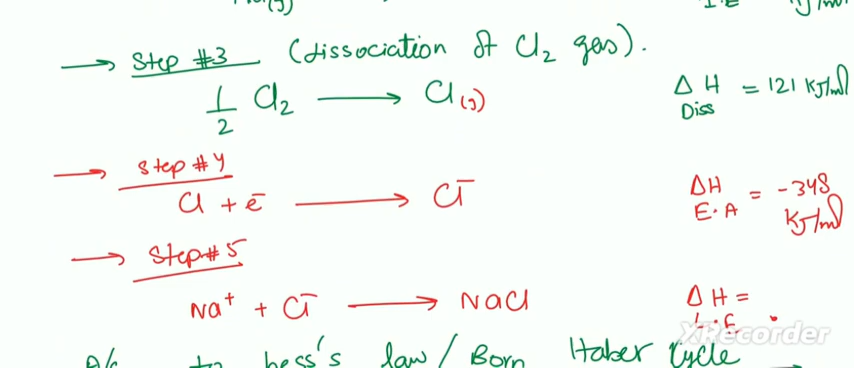 → Step #3 (dissociation of Cl₂ gas).
1/2 Cl₂ → Cl(g) ΔH Diss = 121 KJ/mol
→ Step #4
Cl + e⁻ → Cl⁻ ΔH E.A = -348 KJ/mol
→ Step #5
Na⁺ + Cl⁻ → NaCl ΔH L.E =
XRecorder
A/c to hess's law / Born Haber Cycle